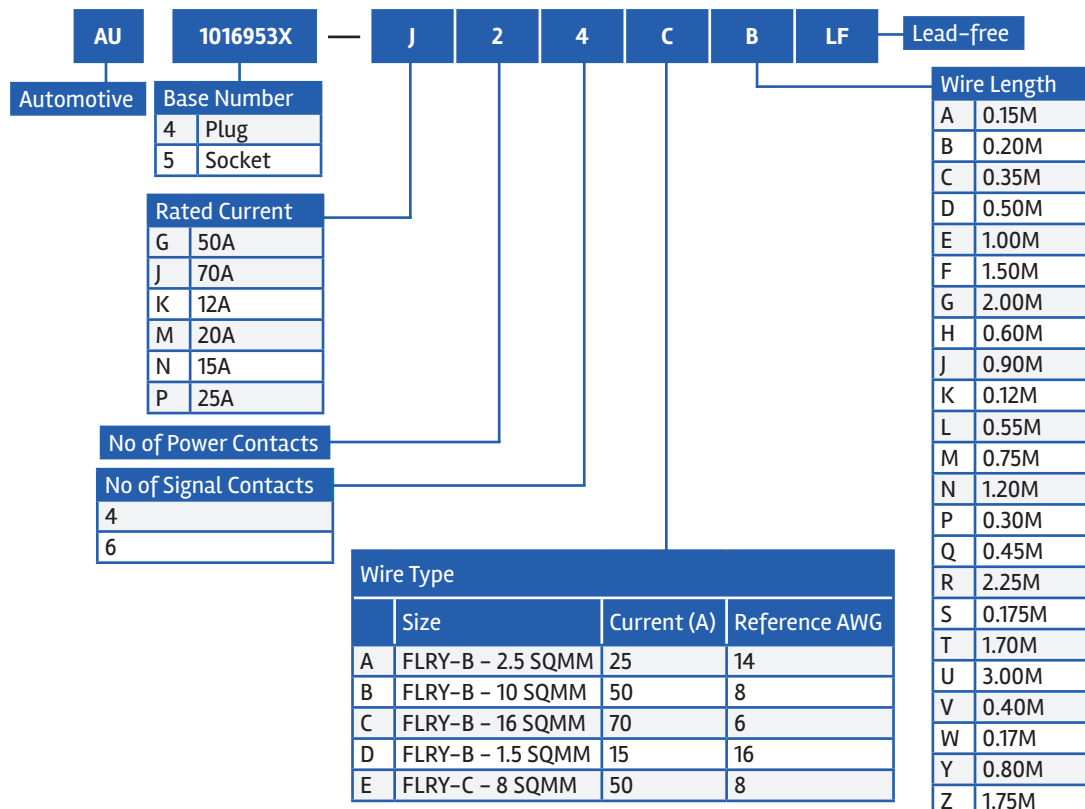 AU 1016953X — J 2 4 C B LF Lead-free
Automotive
Base Number
4 Plug
5 Socket
Rated Current
G 50A
J 70A
K 12A
M 20A
N 15A
P 25A
No of Power Contacts
No of Signal Contacts
4
6
Wire Type
Size Current (A) Reference AWG
A FLRY-B – 2.5 SQMM 25 14
B FLRY-B – 10 SQMM 50 8
C FLRY-B – 16 SQMM 70 6
D FLRY-B – 1.5 SQMM 15 16
E FLRY-C – 8 SQMM 50 8
Wire Length
A 0.15M
B 0.20M
C 0.35M
D 0.50M
E 1.00M
F 1.50M
G 2.00M
H 0.60M
J 0.90M
K 0.12M
L 0.55M
M 0.75M
N 1.20M
P 0.30M
Q 0.45M
R 2.25M
S 0.175M
T 1.70M
U 3.00M
V 0.40M
W 0.17M
Y 0.80M
Z 1.75M